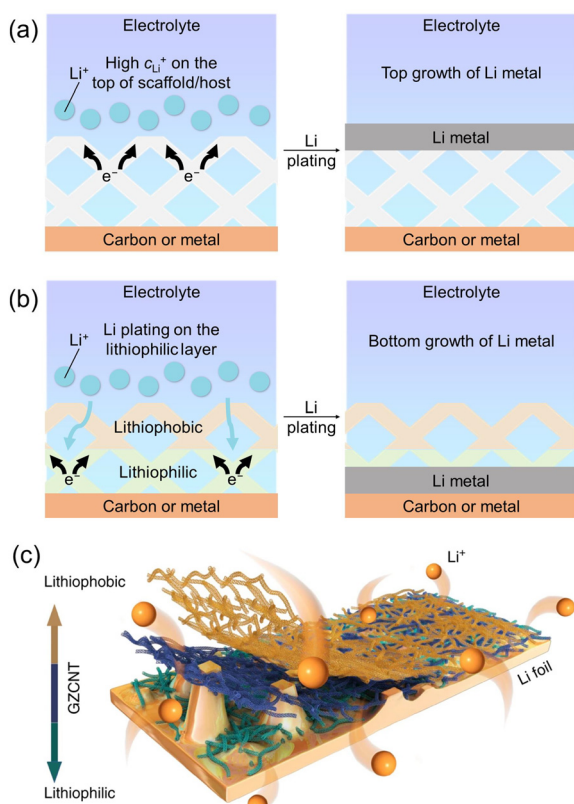 (a)
Electrolyte
High cLi+ on the
top of scaffold/host
Li+
e−
e−
Carbon or metal
Li
plating
Electrolyte
Top growth of Li metal
Li metal
Carbon or metal
(b)
Electrolyte
Li plating on the
lithiophilic layer
Li+
Lithiophobic
Lithiophilic
e−
e−
Carbon or metal
Li
plating
Electrolyte
Bottom growth of Li metal
Li metal
Carbon or metal
(c)
Lithiophobic
GZCNT
Lithiophilic
Li+
Li foil